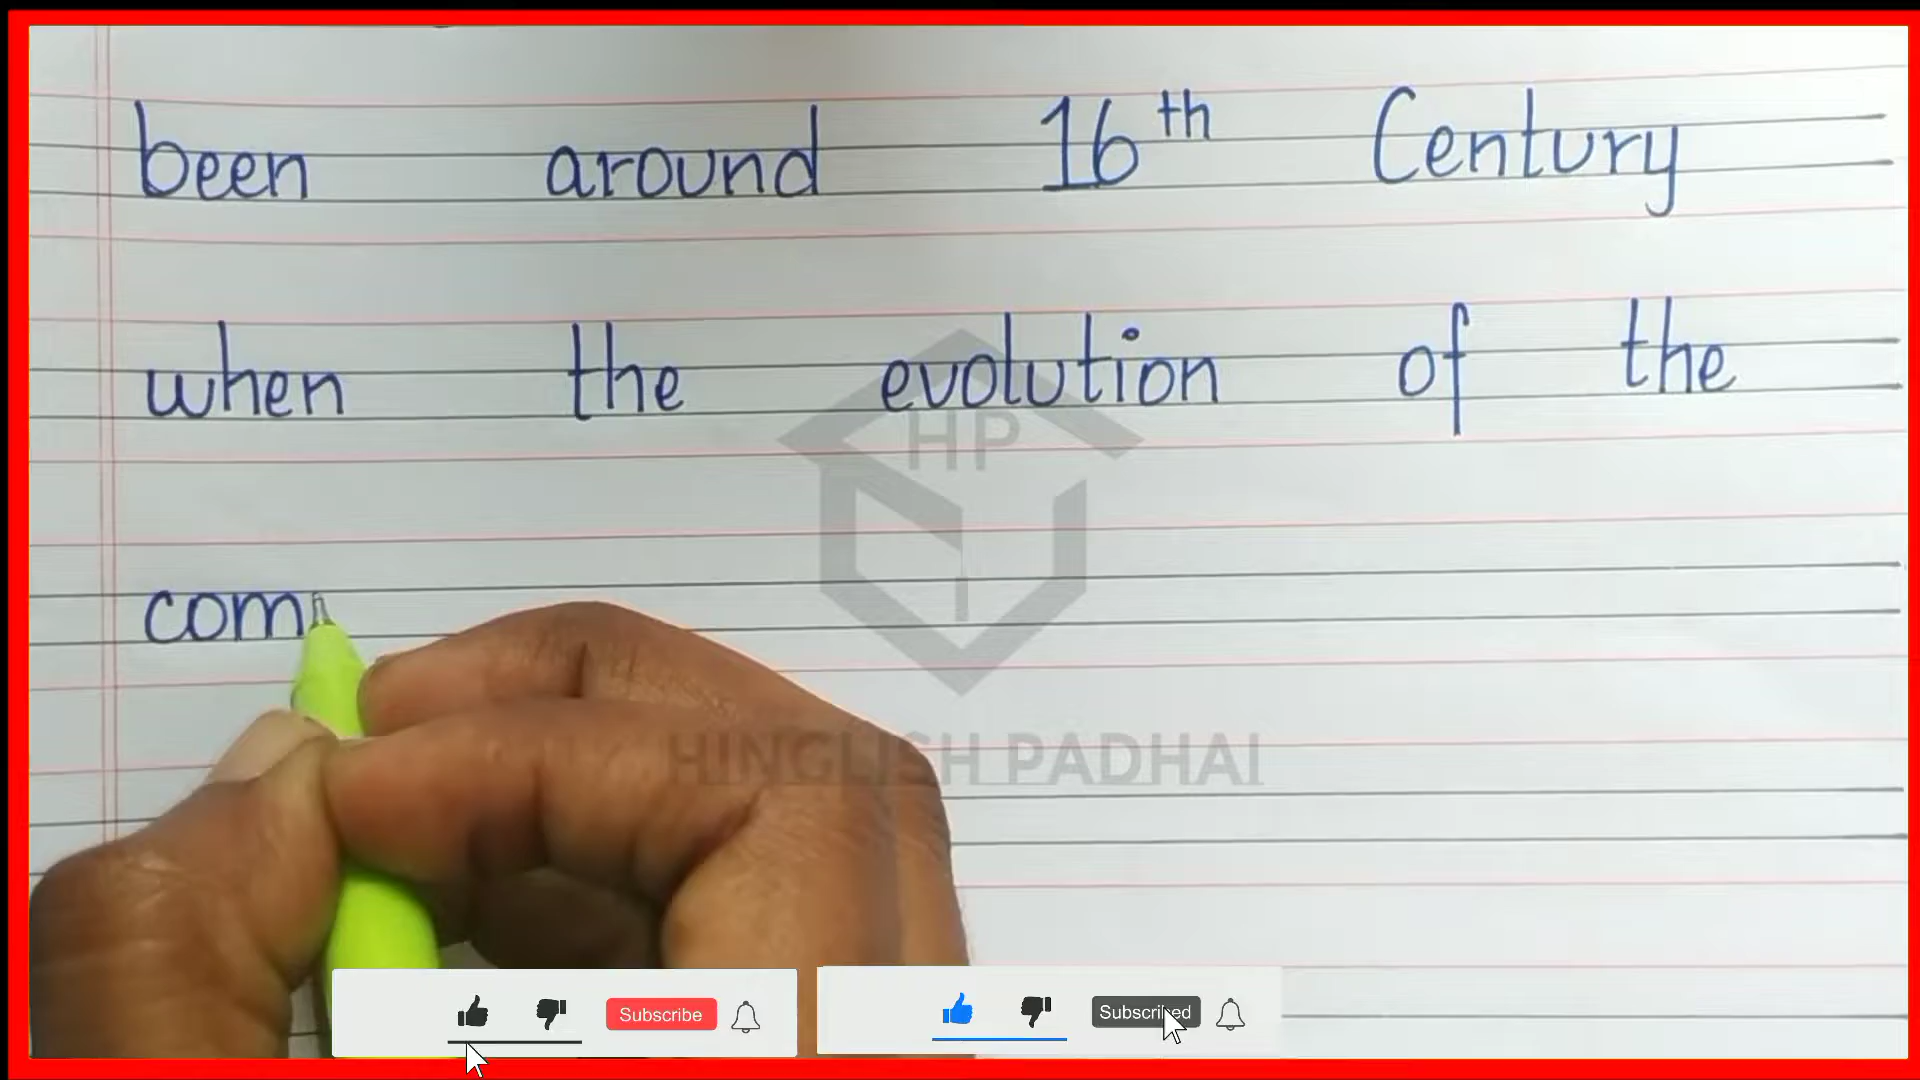 been around 16th Century
when the evolution of the
com
HP
HINGLISH PADHAI
Subscribe Subscribed